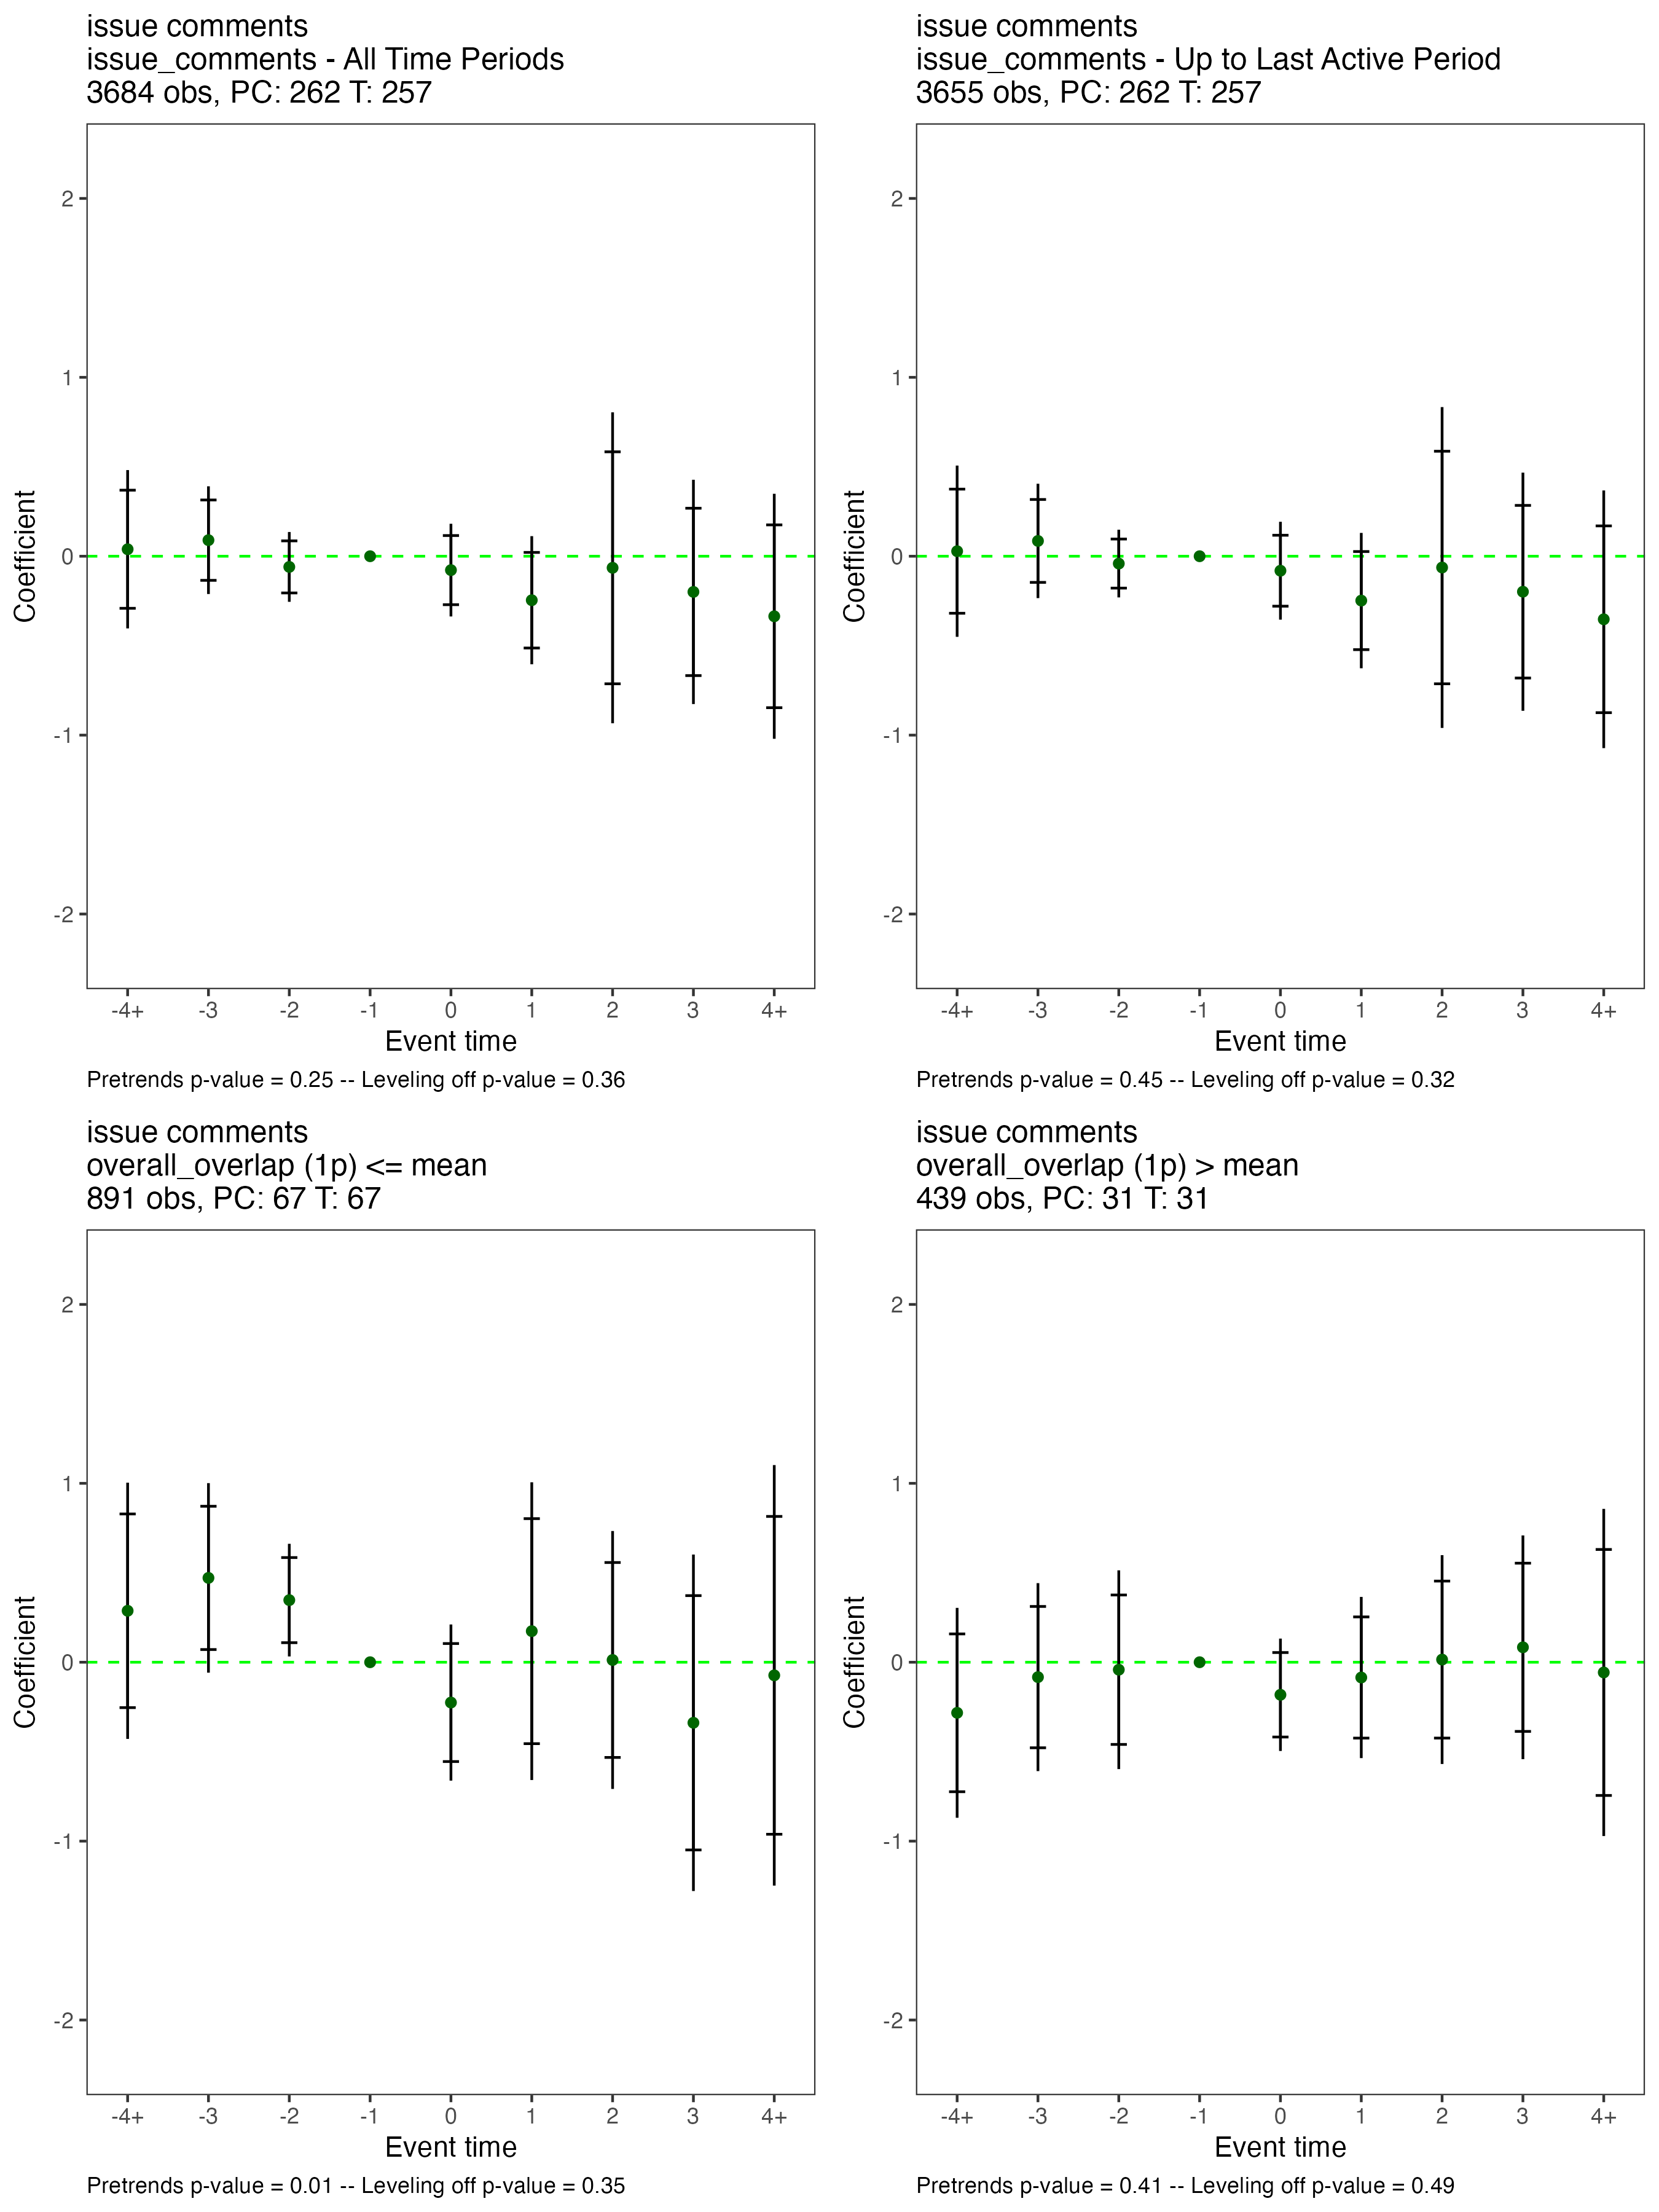 issue comments
issue_comments - All Time Periods
3684 obs, PC: 262 T: 257
Coefficient
2
1
0
-1
-2
-4+ -3 -2 -1 0 1 2 3 4+
Event time
Pretrends p-value = 0.25 -- Leveling off p-value = 0.36
issue comments
issue_comments - Up to Last Active Period
3655 obs, PC: 262 T: 257
Coefficient
2
1
0
-1
-2
-4+ -3 -2 -1 0 1 2 3 4+
Event time
Pretrends p-value = 0.45 -- Leveling off p-value = 0.32
issue comments
overall_overlap (1p) <= mean
891 obs, PC: 67 T: 67
Coefficient
2
1
0
-1
-2
-4+ -3 -2 -1 0 1 2 3 4+
Event time
Pretrends p-value = 0.01 -- Leveling off p-value = 0.35
issue comments
overall_overlap (1p) > mean
439 obs, PC: 31 T: 31
Coefficient
2
1
0
-1
-2
-4+ -3 -2 -1 0 1 2 3 4+
Event time
Pretrends p-value = 0.41 -- Leveling off p-value = 0.49